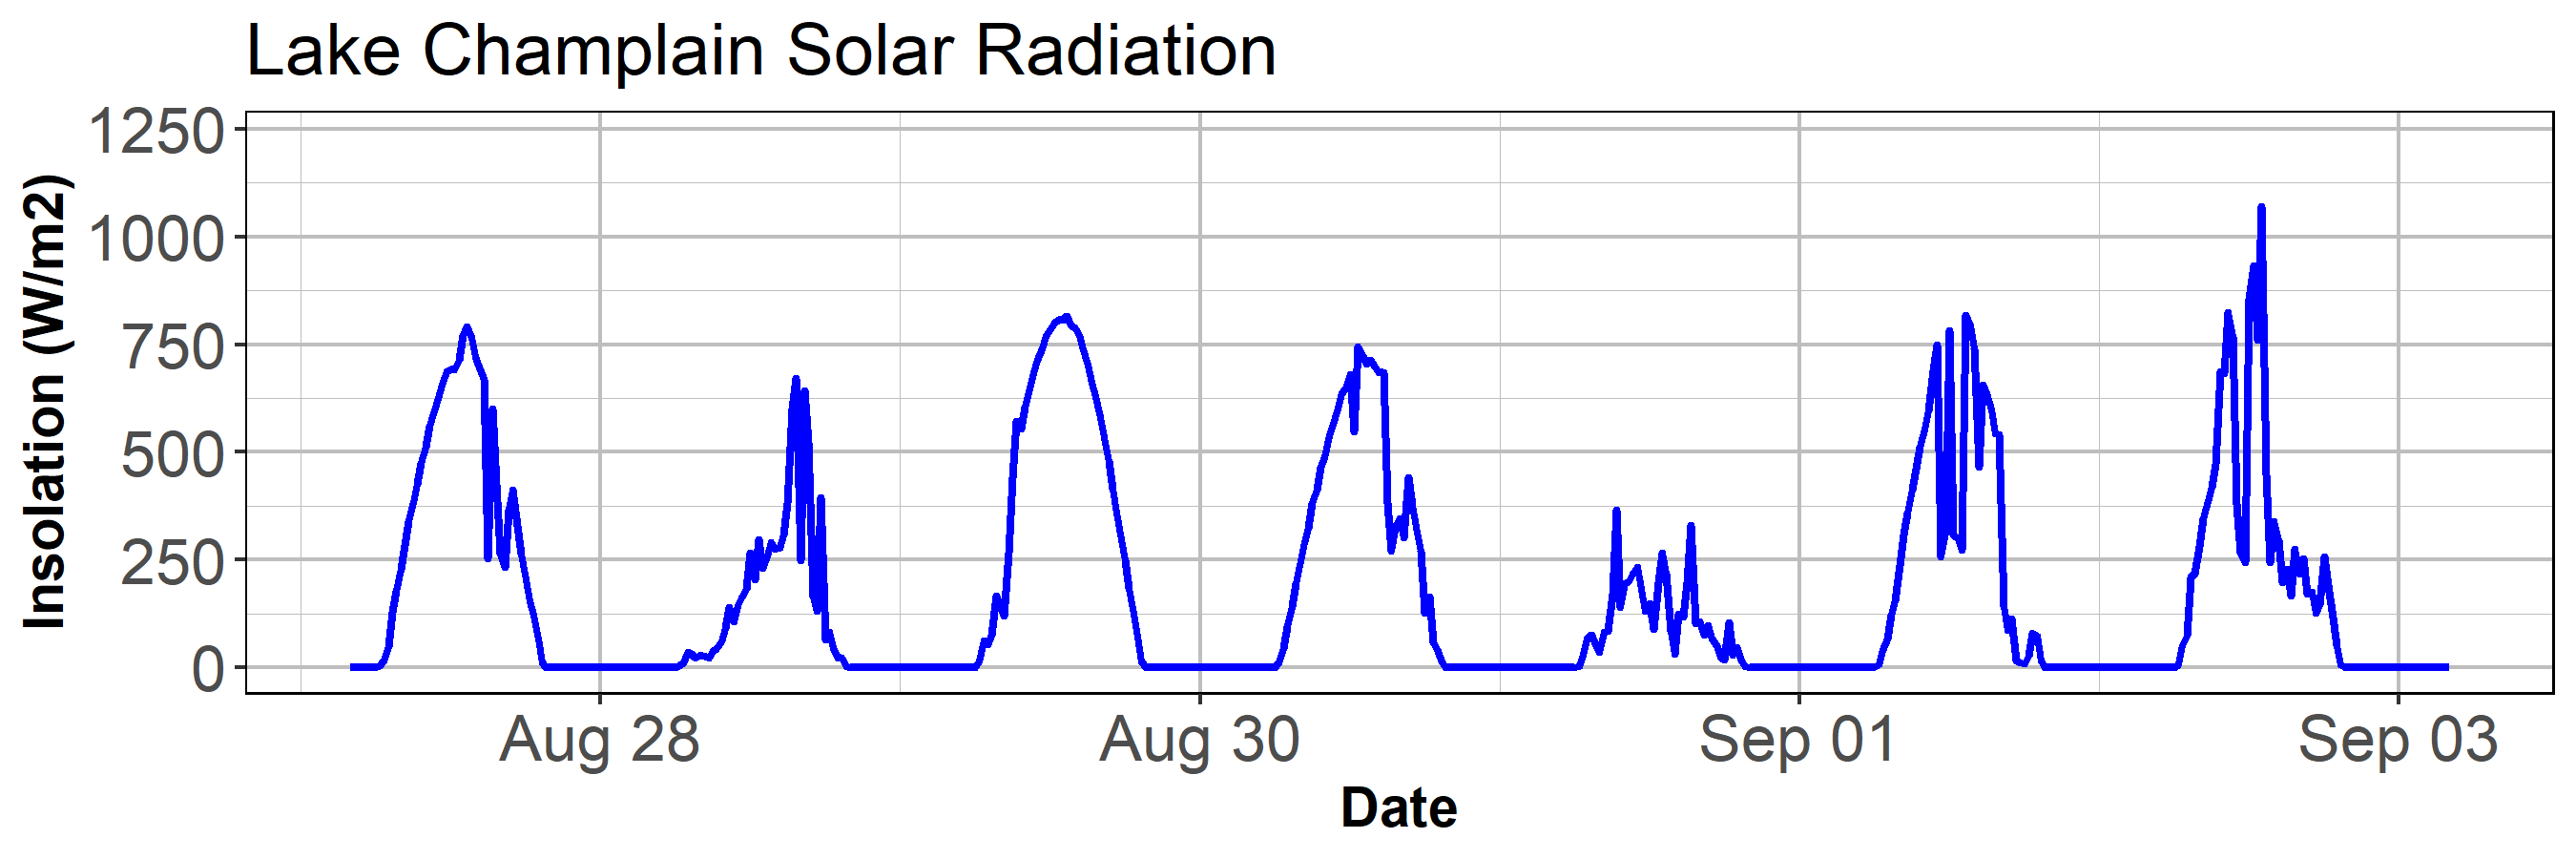 Lake Champlain Solar Radiation
Insolation (W/m2)
1250
1000
750
500
250
0
Aug 28 Aug 30 Sep 01 Sep 03
Date